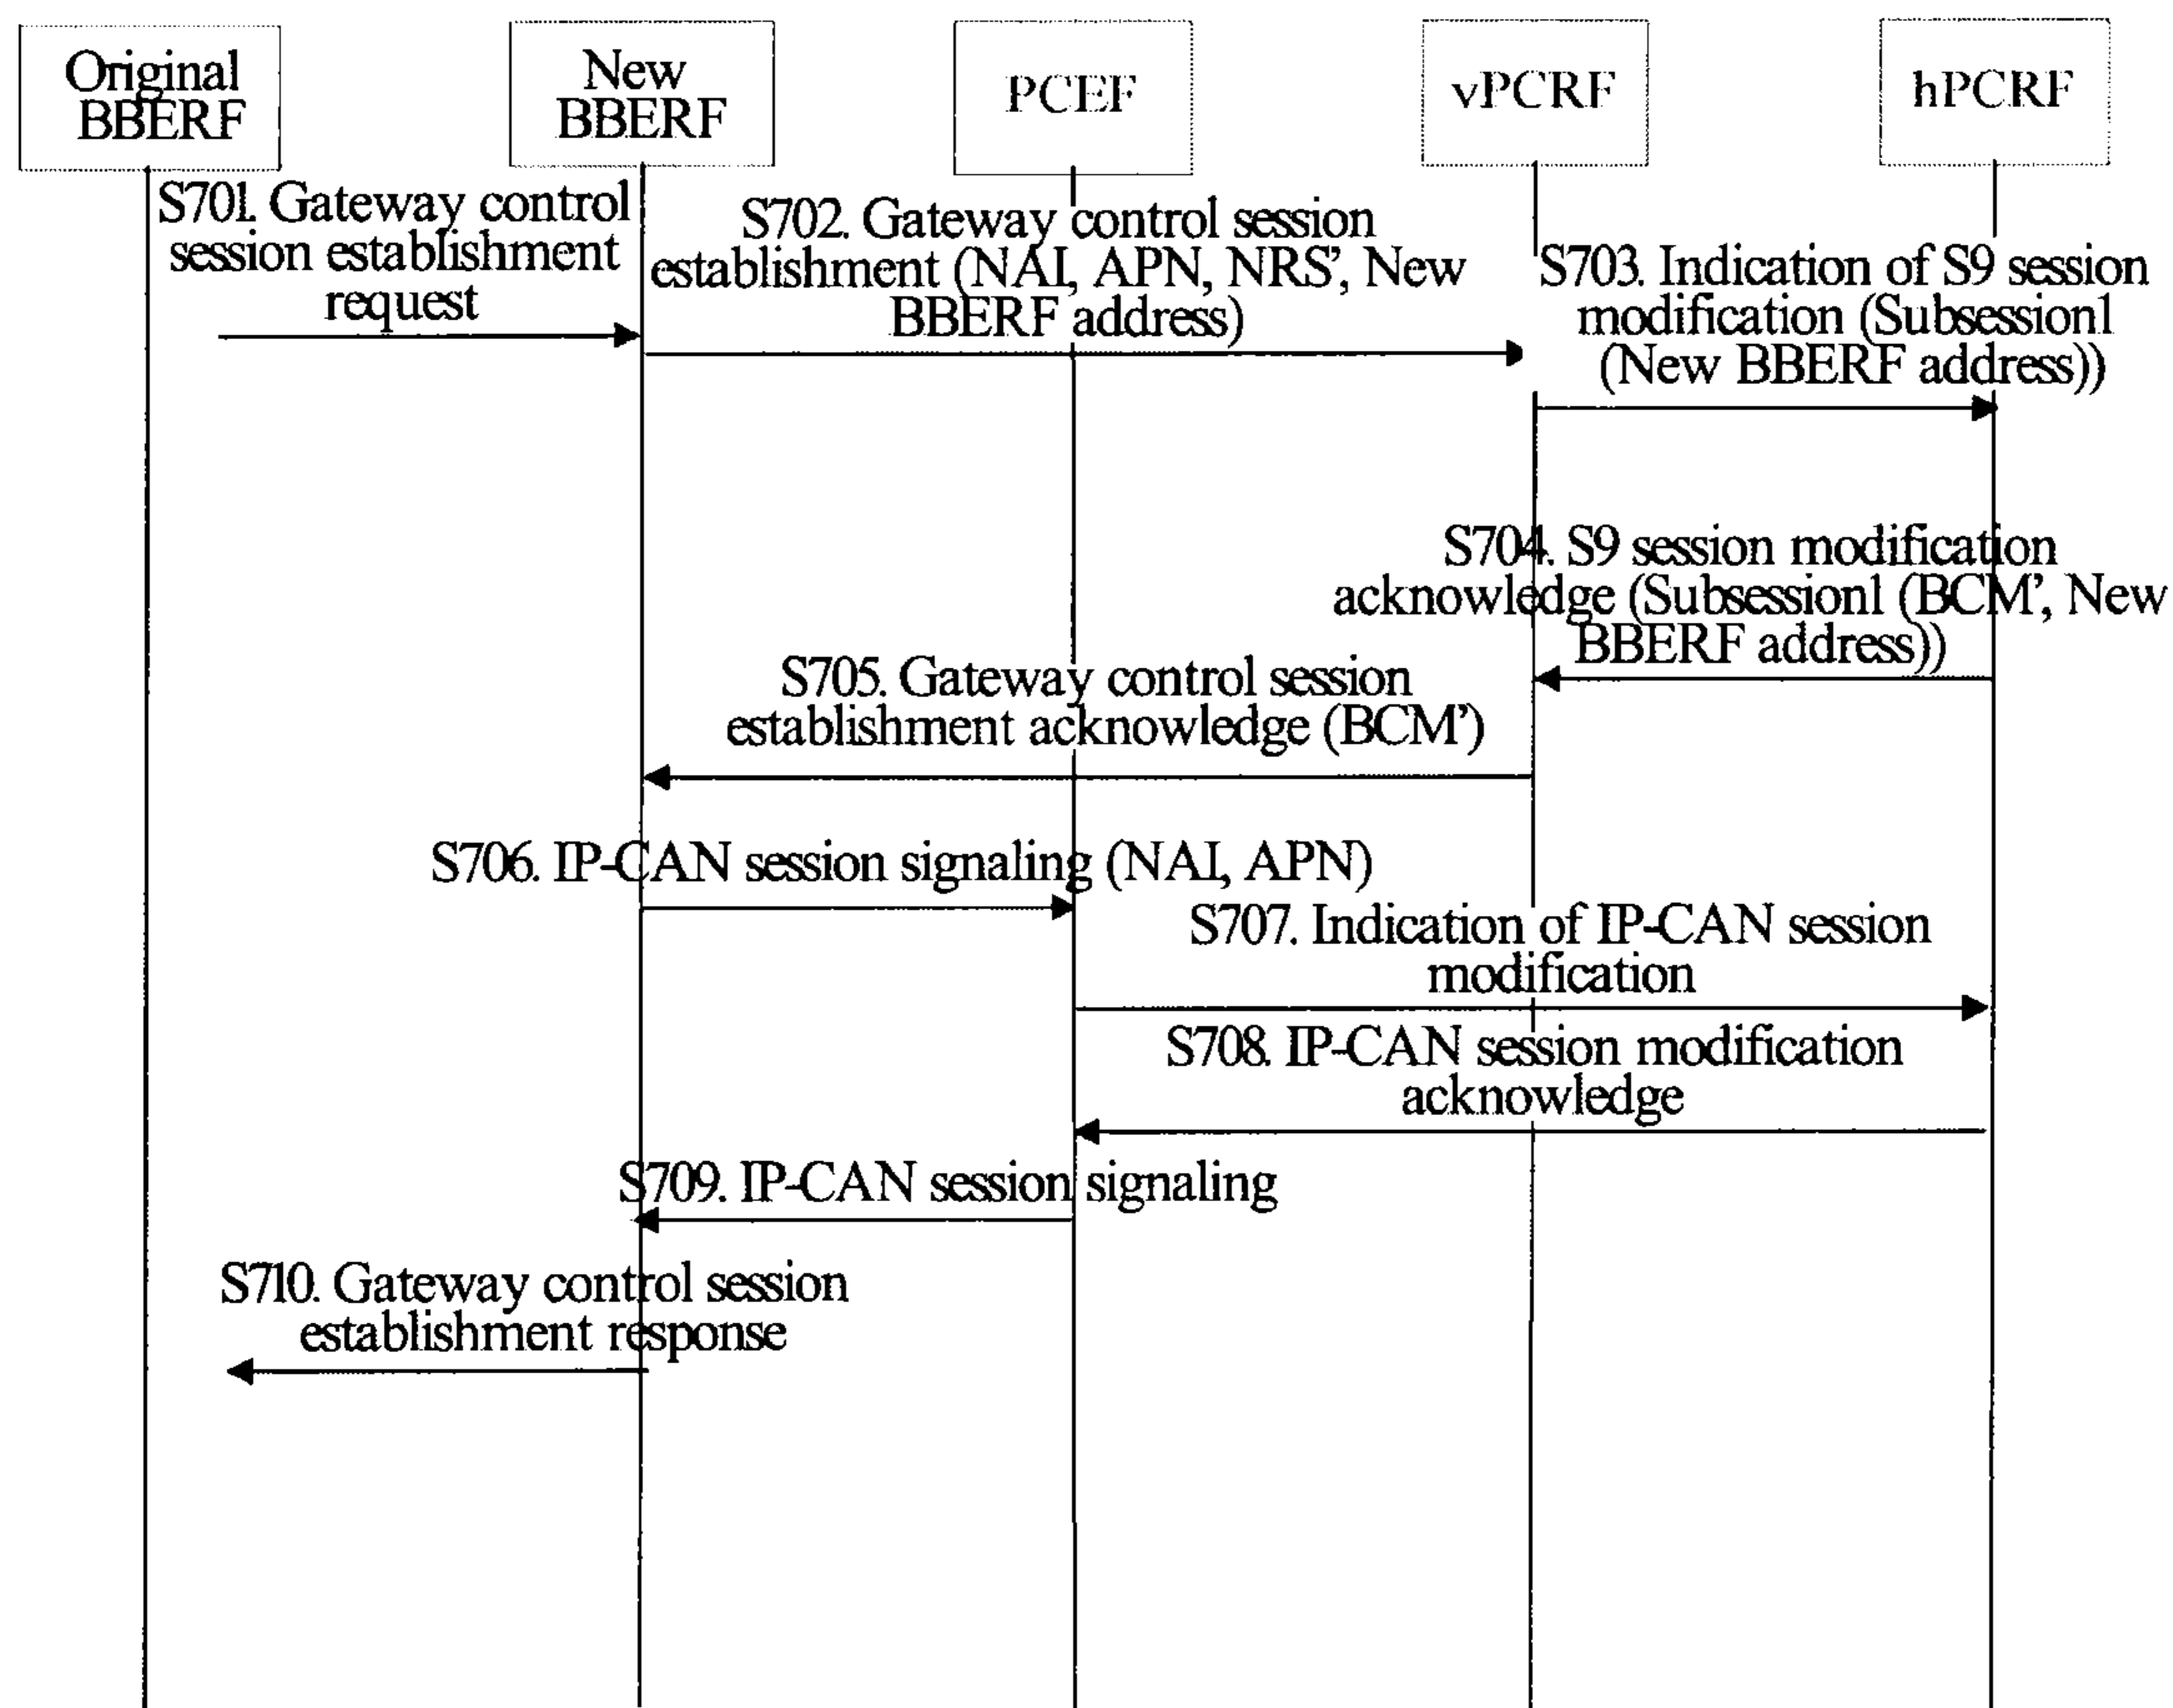 Original
BBERF
New
BBERF
PCEF
vPCRF
hPCRF
S701. Gateway control
session establishment
request
S702. Gateway control session
establishment (NAI, APN, NRS', New
BBERF address)
S703. Indication of S9 session
modification (Subsession1
(New BBERF address))
S704. S9 session modification
acknowledge (Subsession1 (BCM', New
BBERF address))
S705. Gateway control session
establishment acknowledge (BCM')
S706. IP-CAN session signaling (NAI, APN)
S707. Indication of IP-CAN session
modification
S708. IP-CAN session modification
acknowledge
S709. IP-CAN session signaling
S710. Gateway control session
establishment response